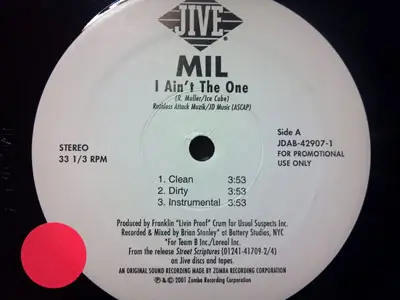 JIVE
MIL
I Ain't The One
(R. Moller/Ice Cube)
Ruthless Attack Muzik/JD Music (ASCAP)
STEREO
33 1/3 RPM
Side A
JDAB-42907-1
FOR PROMOTIONAL
USE ONLY
1. Clean 3:53
2. Dirty 3:53
3. Instrumental 3:53
Produced by Franklin "Livin Proof" Crum for Usual Suspects Inc.
Recorded & Mixed by Brian Stanley* at Battery Studios, NYC
*For Team B Inc./Loreal Inc.
From the release Street Scriptures (01241-41709-2/4)
on Jive discs and tapes.
AN ORIGINAL SOUND RECORDING MADE BY ZOMBA RECORDING CORPORATION
℗ & © 2001 Zomba Recording Corporation